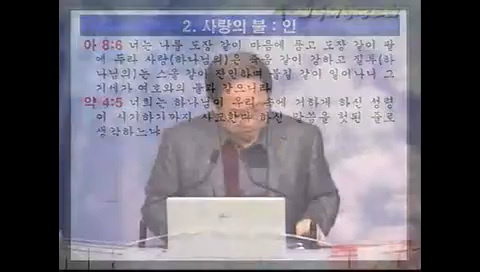 2. 사랑의 불 : 인
아 8:6 너는 나를 도장 같이 마음에 품고 도장 같이 팔
에 두라 사랑(하나님의)은 죽음 같이 강하고 질투(하
나님의)는 스올 같이 잔인하며 불길 같이 일어나니 그
기세가 여호와의 불과 같으니라
약 4:5 너희는 하나님이 우리 속에 거하게 하신 성령
이 시기하기까지 사모한다 하신 말씀을 헛된 줄로
생각하느냐